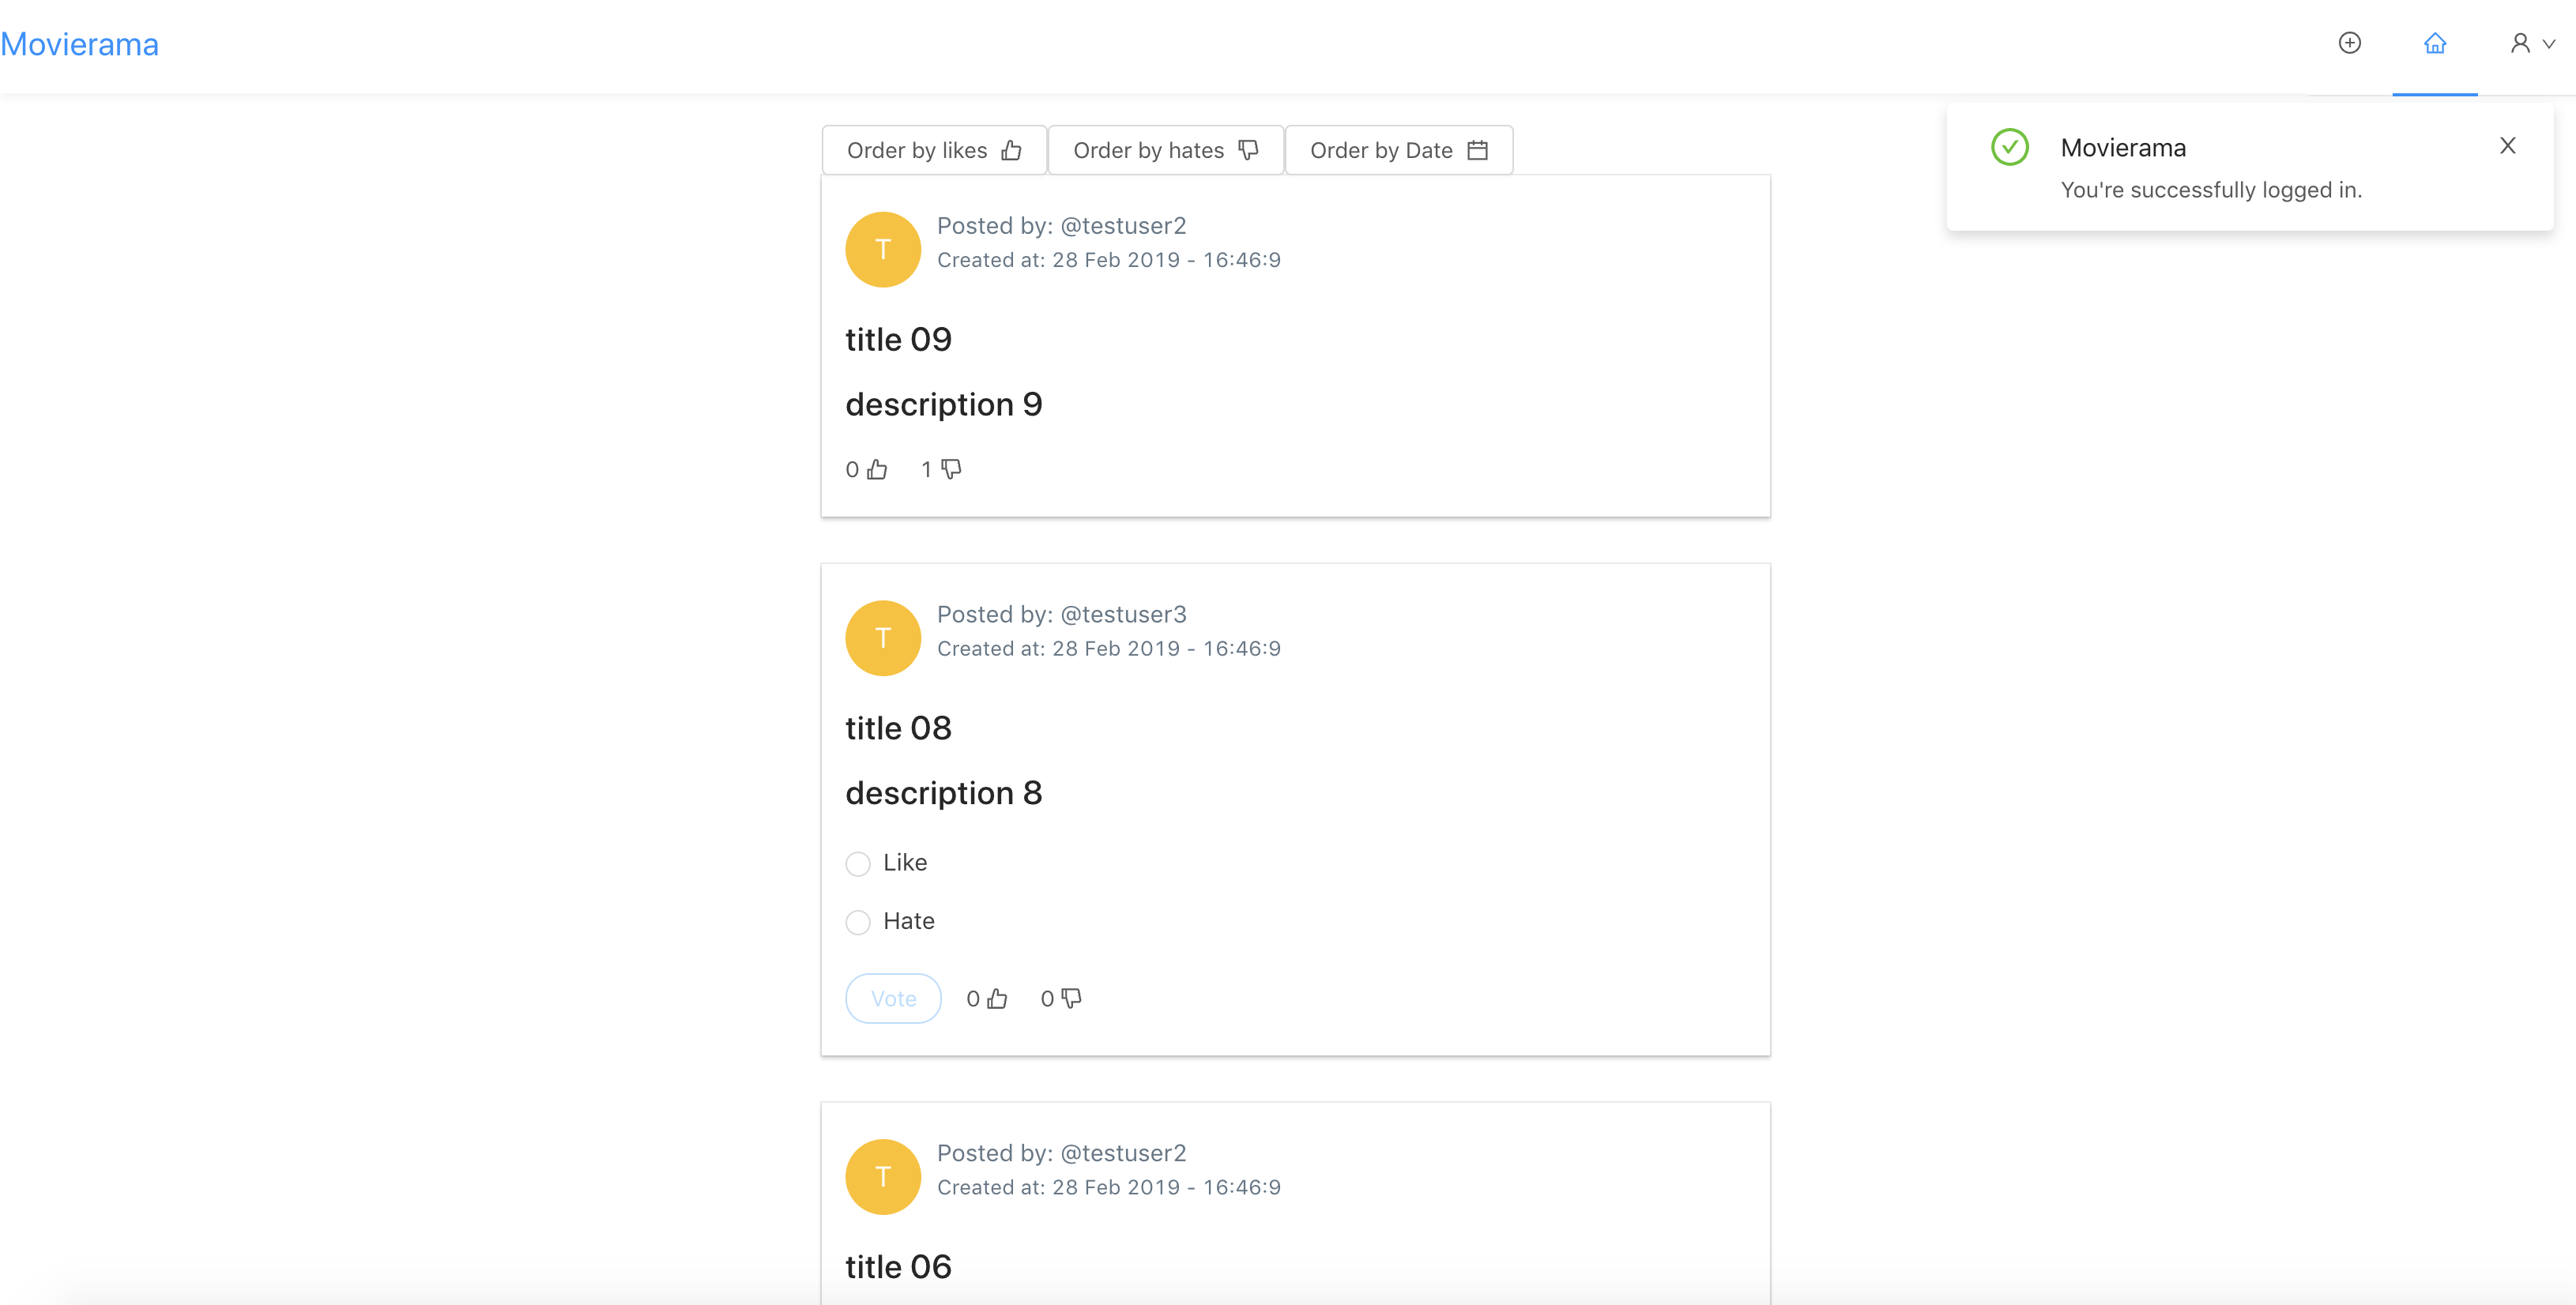 Movierama
Order by likes
Order by hates
Order by Date
Movierama
You're successfully logged in.
T
Posted by: @testuser2
Created at: 28 Feb 2019 - 16:46:9
title 09
description 9
0
1
T
Posted by: @testuser3
Created at: 28 Feb 2019 - 16:46:9
title 08
description 8
Like
Hate
Vote
0
0
T
Posted by: @testuser2
Created at: 28 Feb 2019 - 16:46:9
title 06